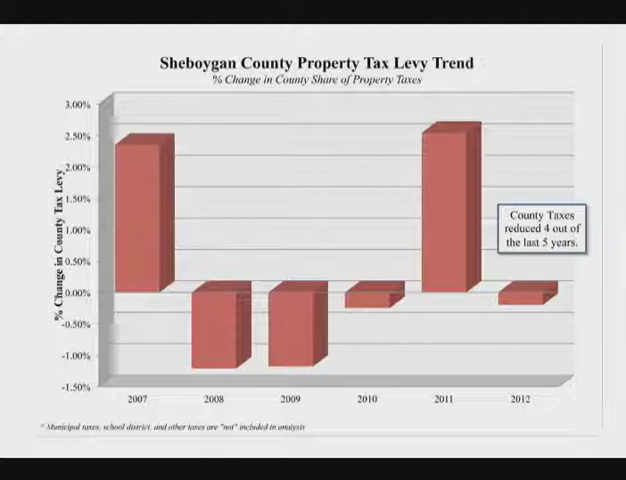 Sheboygan County Property Tax Levy Trend
% Change in County Share of Property Taxes
% Change in County Tax Levy
3.00%
2.50%
2.00%
1.50%
1.00%
0.50%
0.00%
-0.50%
-1.00%
-1.50%
County Taxes
reduced 4 out of
the last 5 years.
2007 2008 2009 2010 2011 2012
* Municipal taxes, school district, and other taxes are "not" included in analysis